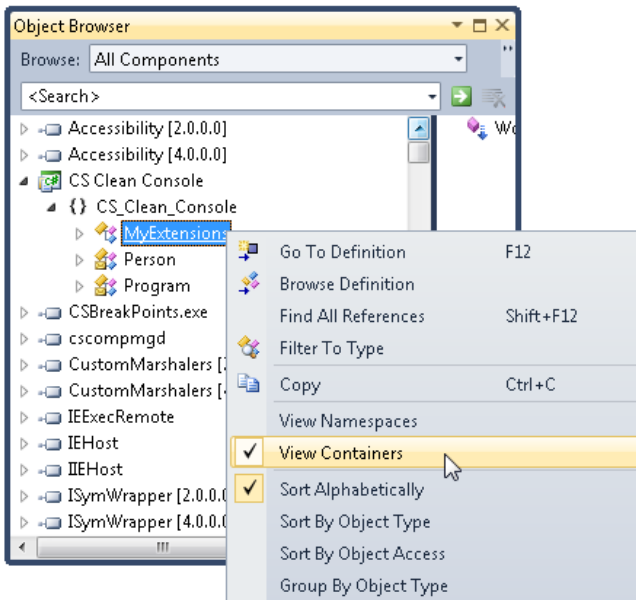 Object Browser
Browse: All Components
<Search>
Accessibility [2.0.0.0]
Accessibility [4.0.0.0]
CS Clean Console
{} CS_Clean_Console
MyExtensions
Person
Program
CSBreakPoints.exe
cscompmgd
CustomMarshalers [
CustomMarshalers [
IEExecRemote
IEHost
IIEHost
ISymWrapper [2.0.0.0
ISymWrapper [4.0.0.0
Go To Definition F12
Browse Definition
Find All References Shift+F12
Filter To Type
Copy Ctrl+C
View Namespaces
View Containers
Sort Alphabetically
Sort By Object Type
Sort By Object Access
Group By Object Type